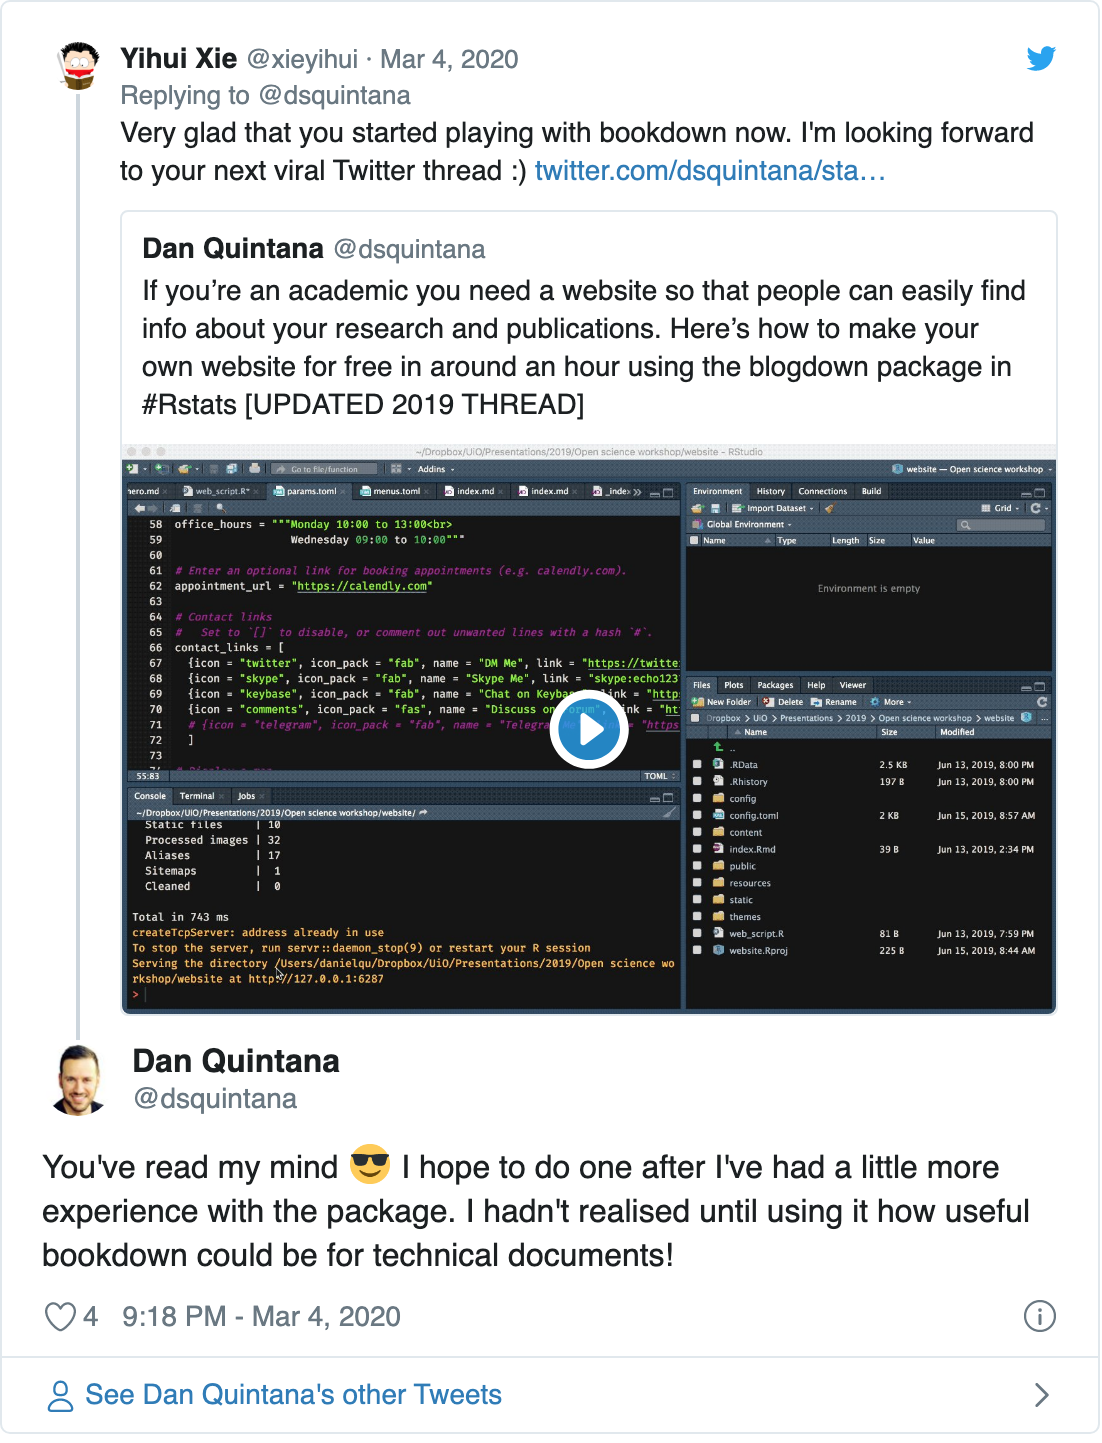 Yihui Xie @xieyihui · Mar 4, 2020
Replying to @dsquintana
Very glad that you started playing with bookdown now. I'm looking forward
to your next viral Twitter thread :) twitter.com/dsquintana/sta…
Dan Quintana @dsquintana
If you’re an academic you need a website so that people can easily find
info about your research and publications. Here’s how to make your
own website for free in around an hour using the blogdown package in
#Rstats [UPDATED 2019 THREAD]
~/Dropbox/UiO/Presentations/2019/Open science workshop/website - RStudio
Go to file/function Addins website — Open science workshop
hero.md web_script.R* params.toml menus.toml index.md index.md _index
58 office_hours = """Monday 10:00 to 13:00<br>
59 Wednesday 09:00 to 10:00"""
60
61 # Enter an optional link for booking appointments (e.g. calendly.com).
62 appointment_url = "https://calendly.com"
63
64 # Contact links
65 # Set to `[]` to disable, or comment out unwanted lines with a hash `#`.
66 contact_links = [
67 {icon = "twitter", icon_pack = "fab", name = "DM Me", link = "https://twitte
68 {icon = "skype", icon_pack = "fab", name = "Skype Me", link = "skype:echo123
69 {icon = "keybase", icon_pack = "fab", name = "Chat on Keybas link = "http
70 {icon = "comments", icon_pack = "fas", name = "Discuss on orum", nk = "ht
71 # {icon = "telegram", icon_pack = "fab", name = "Telegra = "https
72 ]
73
55:83 TOML
Console Terminal Jobs
~/Dropbox/UiO/Presentations/2019/Open science workshop/website/
Static files | 10
Processed images | 32
Aliases | 17
Sitemaps | 1
Cleaned | 0
Total in 743 ms
createTcpServer: address already in use
To stop the server, run servr::daemon_stop(9) or restart your R session
Serving the directory /Users/danielqu/Dropbox/UiO/Presentations/2019/Open science wo
rkshop/website at http://127.0.0.1:6287
>
Environment History Connections Build
Import Dataset Grid
Global Environment
Name Type Length Size Value
Environment is empty
Files Plots Packages Help Viewer
New Folder Delete Rename More
Dropbox > UiO > Presentations > 2019 > Open science workshop > website ...
Name Size Modified
..
.RData 2.5 KB Jun 13, 2019, 8:00 PM
.Rhistory 197 B Jun 13, 2019, 8:00 PM
config
config.toml 2 KB Jun 15, 2019, 8:57 AM
content
index.Rmd 39 B Jun 13, 2019, 2:34 PM
public
resources
static
themes
web_script.R 81 B Jun 13, 2019, 7:59 PM
website.Rproj 225 B Jun 15, 2019, 8:44 AM
Dan Quintana
@dsquintana
You've read my mind 😎 I hope to do one after I've had a little more
experience with the package. I hadn't realised until using it how useful
bookdown could be for technical documents!
4 9:18 PM - Mar 4, 2020
See Dan Quintana's other Tweets